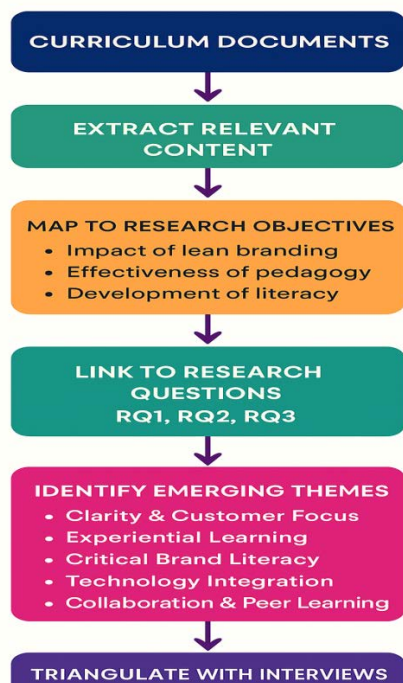 CURRICULUM DOCUMENTS
EXTRACT RELEVANT
CONTENT
MAP TO RESEARCH OBJECTIVES
• Impact of lean branding
• Effectiveness of pedagogy
• Development of literacy
LINK TO RESEARCH
QUESTIONS
RQ1, RQ2, RQ3
IDENTIFY EMERGING THEMES
• Clarity & Customer Focus
• Experiential Learning
• Critical Brand Literacy
• Technology Integration
• Collaboration & Peer Learning
TRIANGULATE WITH INTERVIEWS